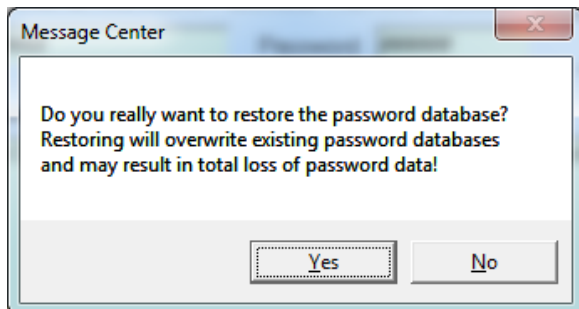 Message Center
Password
Do you really want to restore the password database?
Restoring will overwrite existing password databases
and may result in total loss of password data!
Yes
No